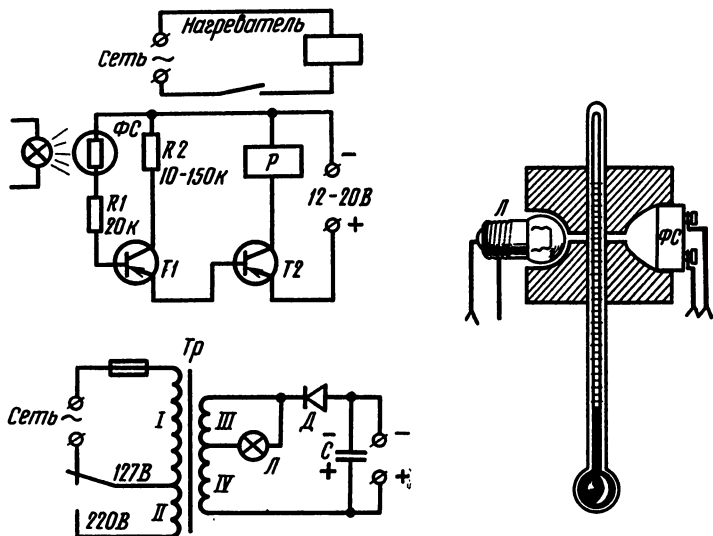 Нагреватель
Сеть ~
ФС
R2
10-150к
Р
–
12-20В
+
R1
20к
Т1
Т2
Л
ФС
Тр
Сеть ~
I
III
Д
–
С
+
–
+
Л
127В
IV
II
220В